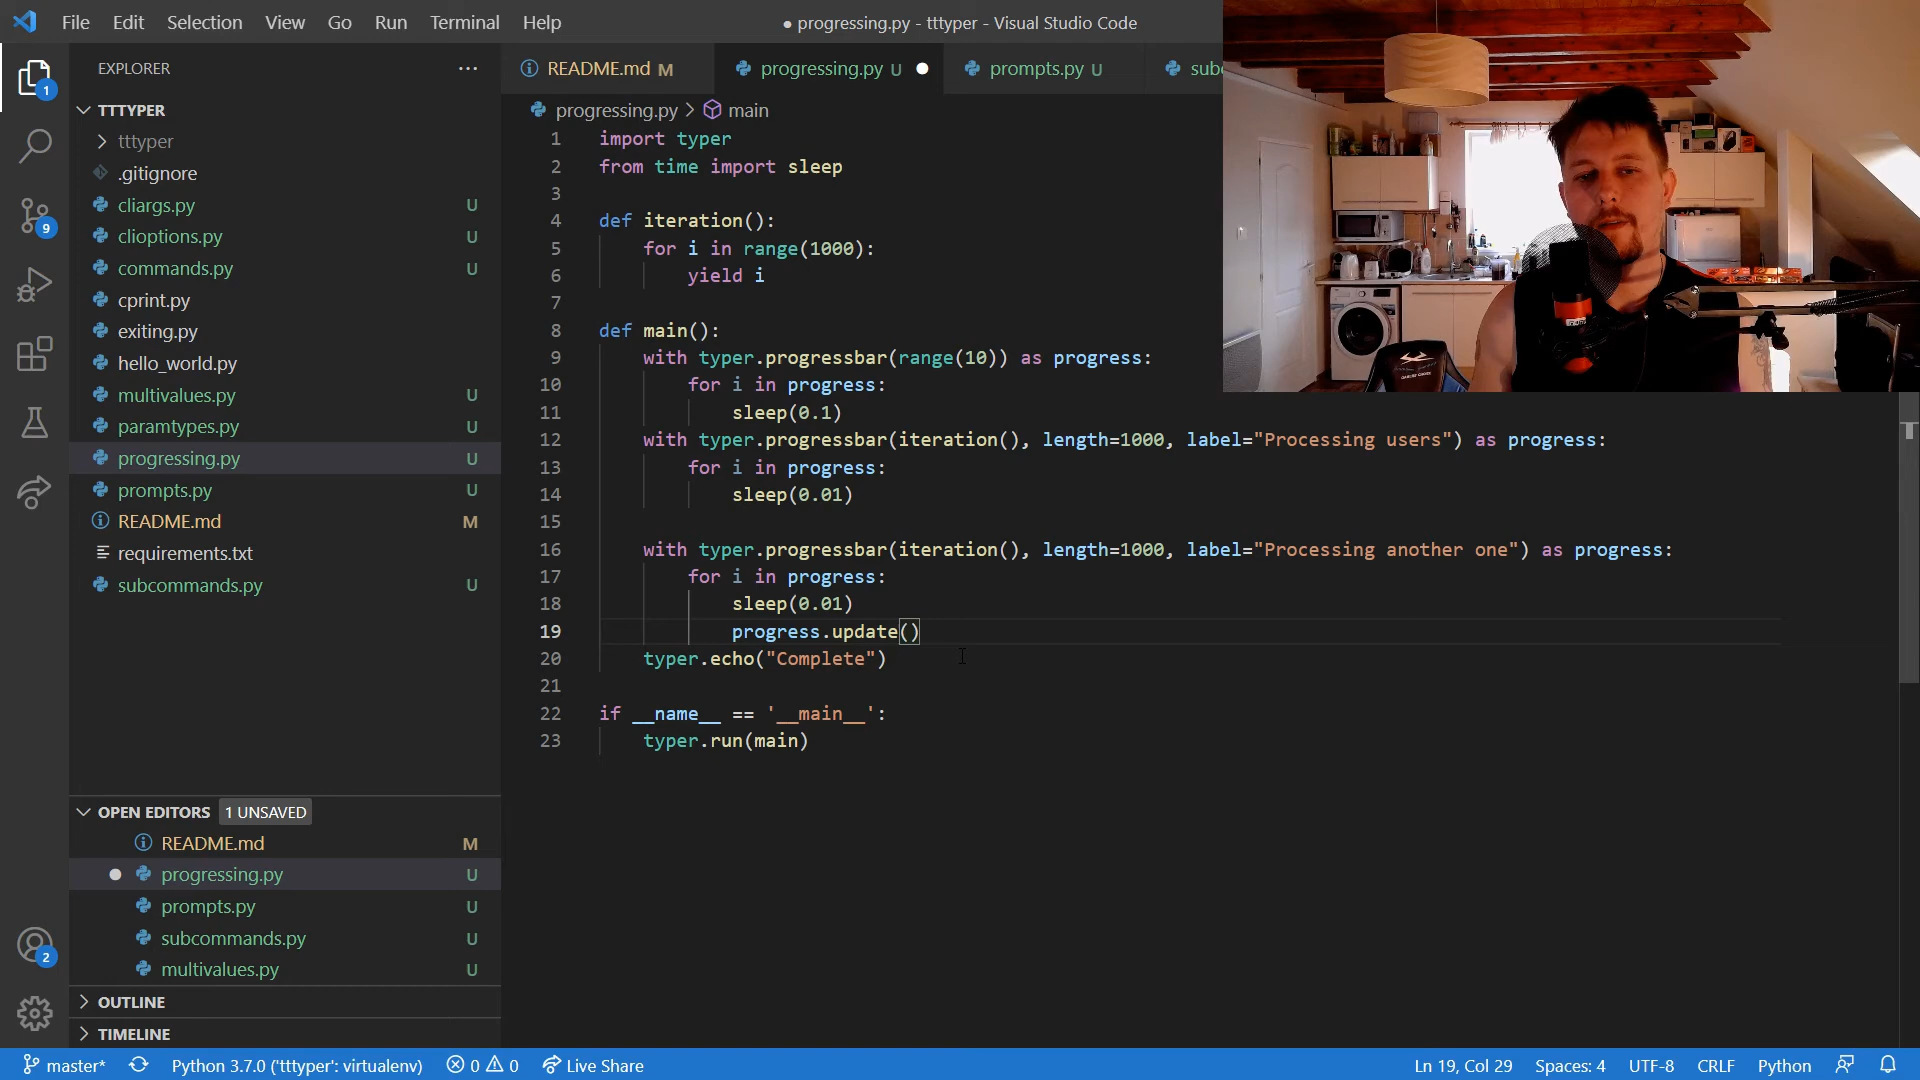 File Edit Selection View Go Run Terminal Help
● progressing.py - tttyper - Visual Studio Code
EXPLORER ···
README.md M
progressing.py U
prompts.py U
TTTYPER
progressing.py > main
tttyper
.gitignore
cliargs.py U
clioptions.py U
commands.py U
cprint.py
exiting.py
hello_world.py
multivalues.py U
paramtypes.py U
progressing.py U
prompts.py U
README.md M
requirements.txt
subcommands.py U
1 import typer
2 from time import sleep
3
4 def iteration():
5 for i in range(1000):
6 yield i
7
8 def main():
9 with typer.progressbar(range(10)) as progress:
10 for i in progress:
11 sleep(0.1)
12 with typer.progressbar(iteration(), length=1000, label="Processing users") as progress:
13 for i in progress:
14 sleep(0.01)
15
16 with typer.progressbar(iteration(), length=1000, label="Processing another one") as progress:
17 for i in progress:
18 sleep(0.01)
19 progress.update()
20 typer.echo("Complete")
21
22 if __name__ == '__main__':
23 typer.run(main)
OPEN EDITORS 1 UNSAVED
README.md M
progressing.py U
prompts.py U
subcommands.py U
multivalues.py U
OUTLINE
TIMELINE
1
9
2
master* Python 3.7.0 ('tttyper': virtualenv) 0 0 Live Share Ln 19, Col 29 Spaces: 4 UTF-8 CRLF Python